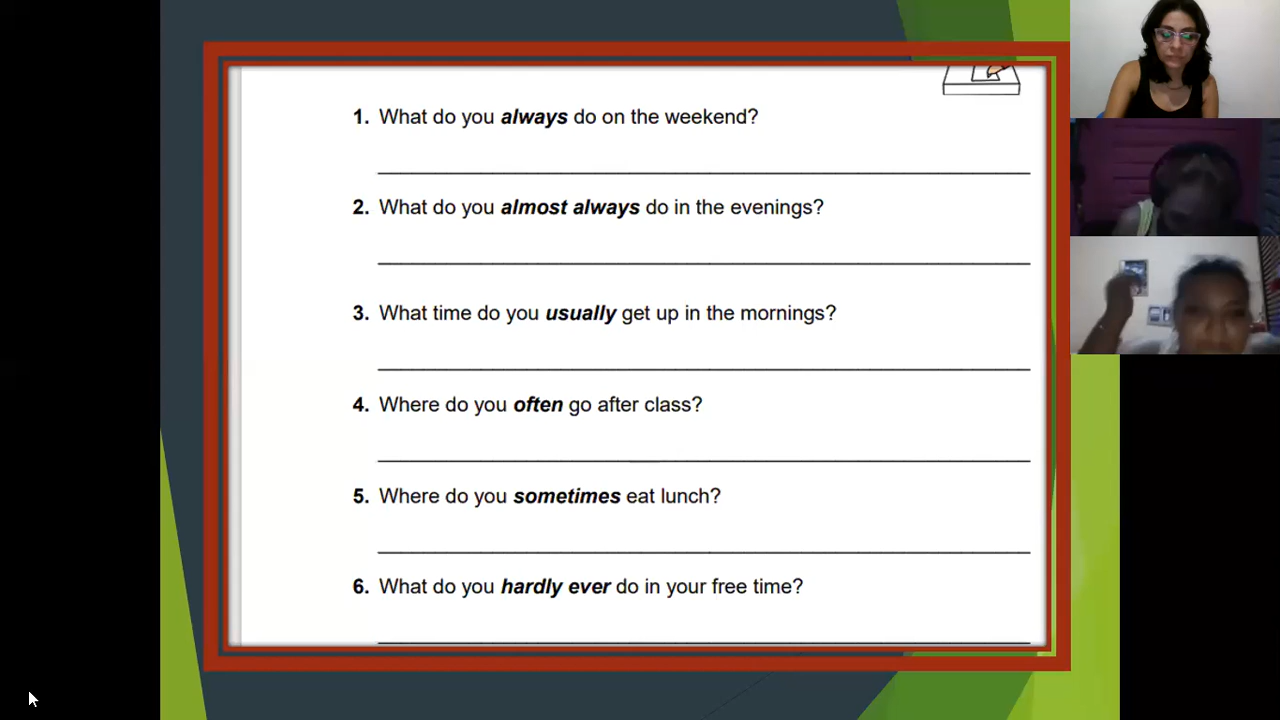 1. What do you always do on the weekend?
2. What do you almost always do in the evenings?
3. What time do you usually get up in the mornings?
4. Where do you often go after class?
5. Where do you sometimes eat lunch?
6. What do you hardly ever do in your free time?